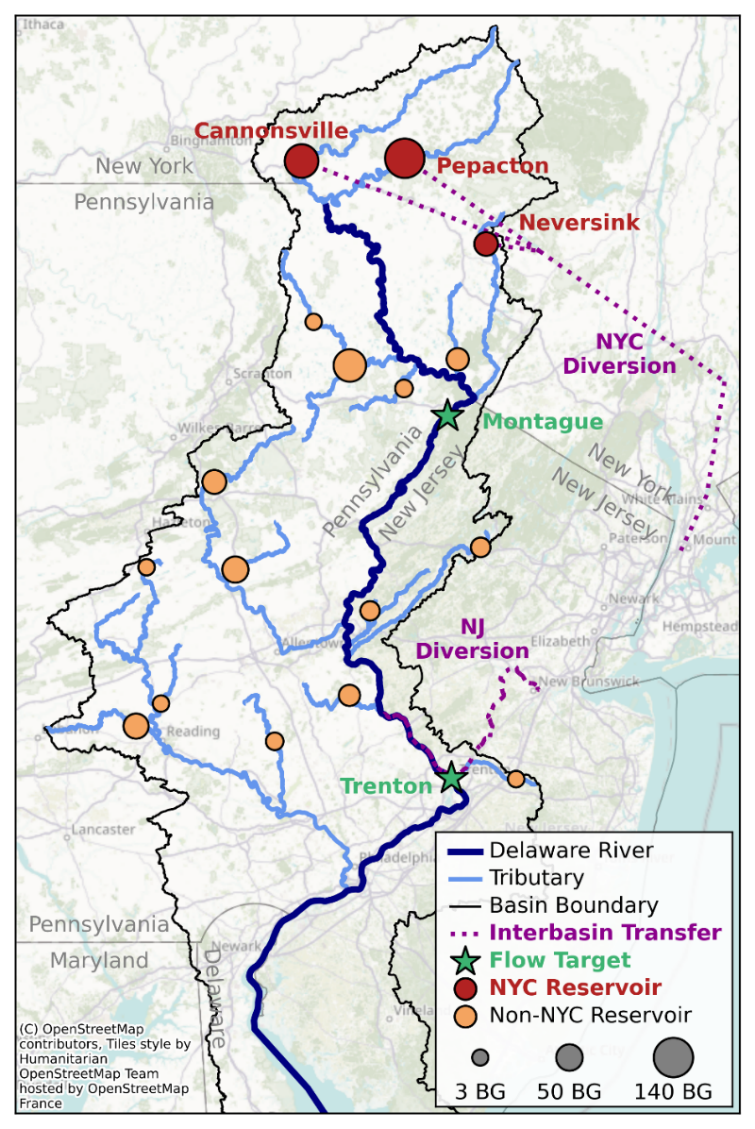 Ithaca
Cannonsville
Binghamton
New York
Pepacton
Pennsylvania
Neversink
NYC
Diversion
Scranton
Montague
Wilkes-Barre
Pennsylvania
New Jersey
New York
New Jersey
White Plains
Hazleton
Paterson
Mount
Newark
NJ
Diversion
Elizabeth
Hempstead
Allentown
New Brunswick
Reading
Trenton
Trenton
Lancaster
New Jersey
Philadelphia
Delaware River
Tributary
Basin Boundary
Interbasin Transfer
Flow Target
NYC Reservoir
Non-NYC Reservoir
3 BG
50 BG
140 BG
Pennsylvania
Maryland
Newark
Delaware
(C) OpenStreetMap
contributors, Tiles style by
Humanitarian
OpenStreetMap Team
hosted by OpenStreetMap
France